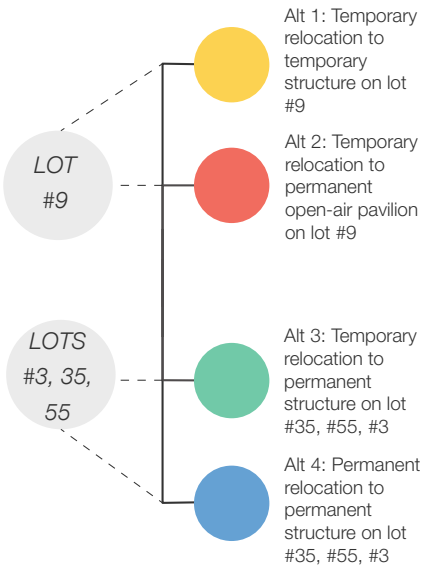 Alt 1: Temporary
relocation to
temporary
structure on lot
#9
LOT
#9
Alt 2: Temporary
relocation to
permanent
open-air pavilion
on lot #9
LOTS
#3, 35,
55
Alt 3: Temporary
relocation to
permanent
structure on lot
#35, #55, #3
Alt 4: Permanent
relocation to
permanent
structure on lot
#35, #55, #3